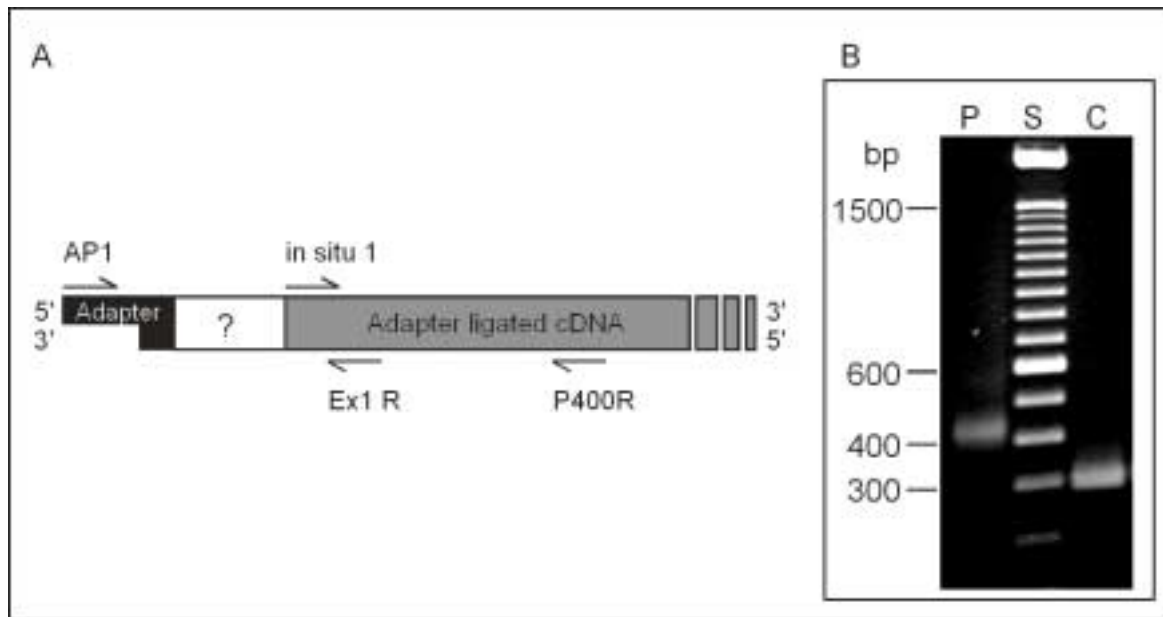 A
AP1
in situ 1
5'
Adapter
?
Adapter ligated cDNA
3'
3'
5'
Ex1 R
P400R
B
P S C
bp
1500
600
400
300